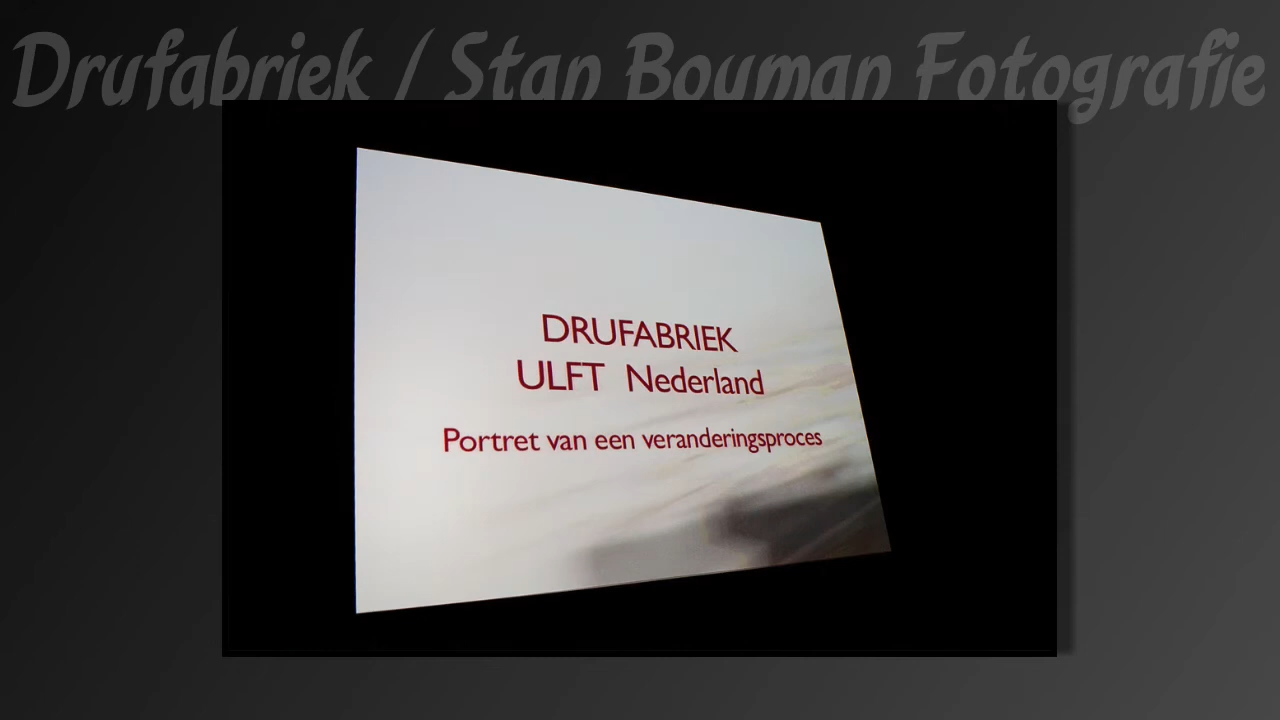 Drufabriek / Stan Bouman Fotografie
DRUFABRIEK
ULFT Nederland
Portret van een veranderingsproces